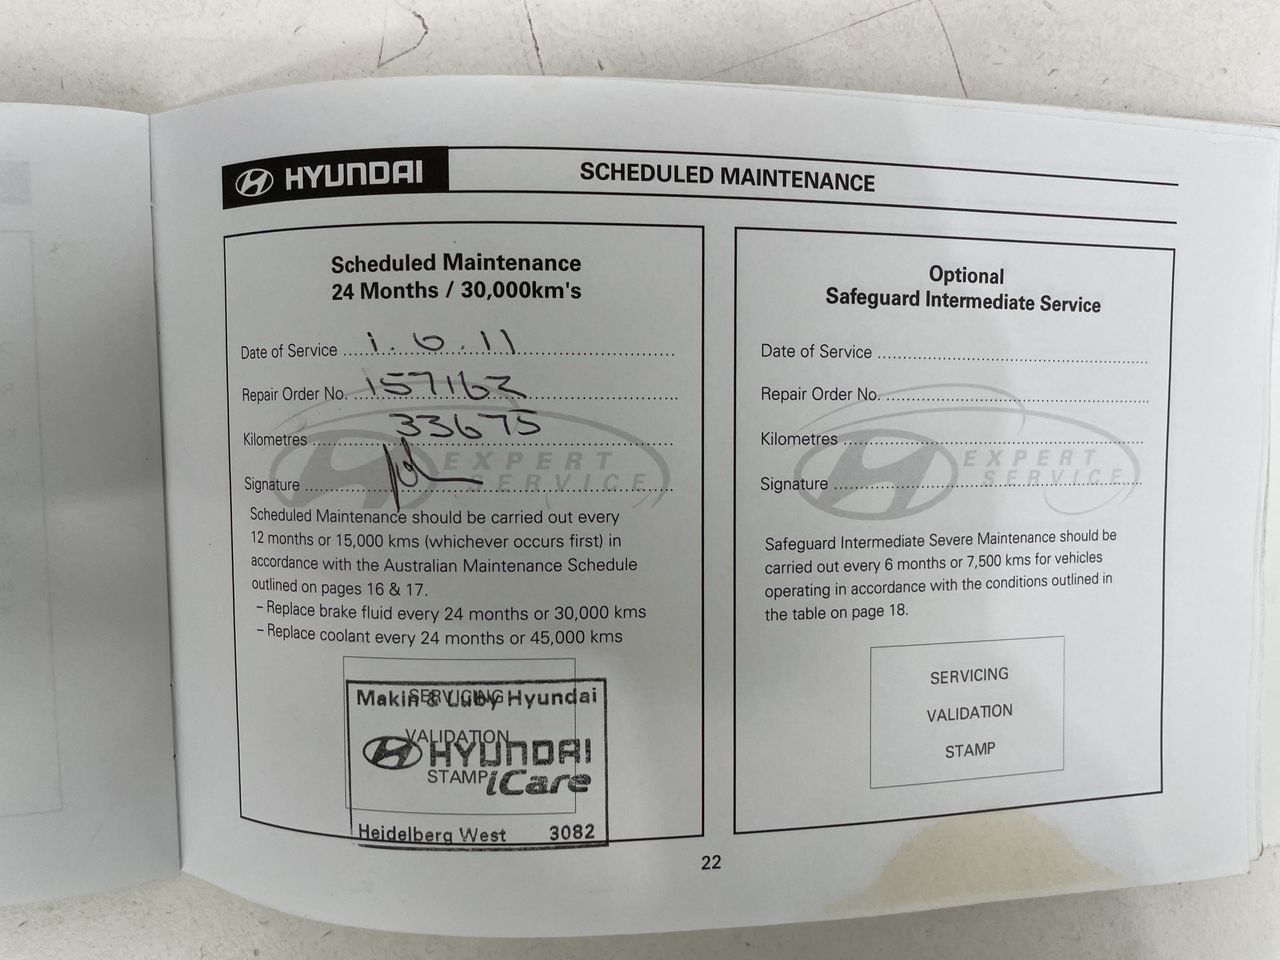 HYUNDAI
SCHEDULED MAINTENANCE
Scheduled Maintenance
24 Months / 30,000km's
Date of Service 1.6.11
Repair Order No. 157162
Kilometres 33675
Signature
EXPERT
SERVICE
Scheduled Maintenance should be carried out every
12 months or 15,000 kms (whichever occurs first) in
accordance with the Australian Maintenance Schedule
outlined on pages 16 & 17.
– Replace brake fluid every 24 months or 30,000 kms
– Replace coolant every 24 months or 45,000 kms
SERVICING
VALIDATION
STAMP
Makin & Luby Hyundai
HYUNDAI
iCare
Heidelberg West 3082
Optional
Safeguard Intermediate Service
Date of Service
Repair Order No.
Kilometres
Signature
EXPERT
SERVICE
Safeguard Intermediate Severe Maintenance should be
carried out every 6 months or 7,500 kms for vehicles
operating in accordance with the conditions outlined in
the table on page 18.
SERVICING
VALIDATION
STAMP
22